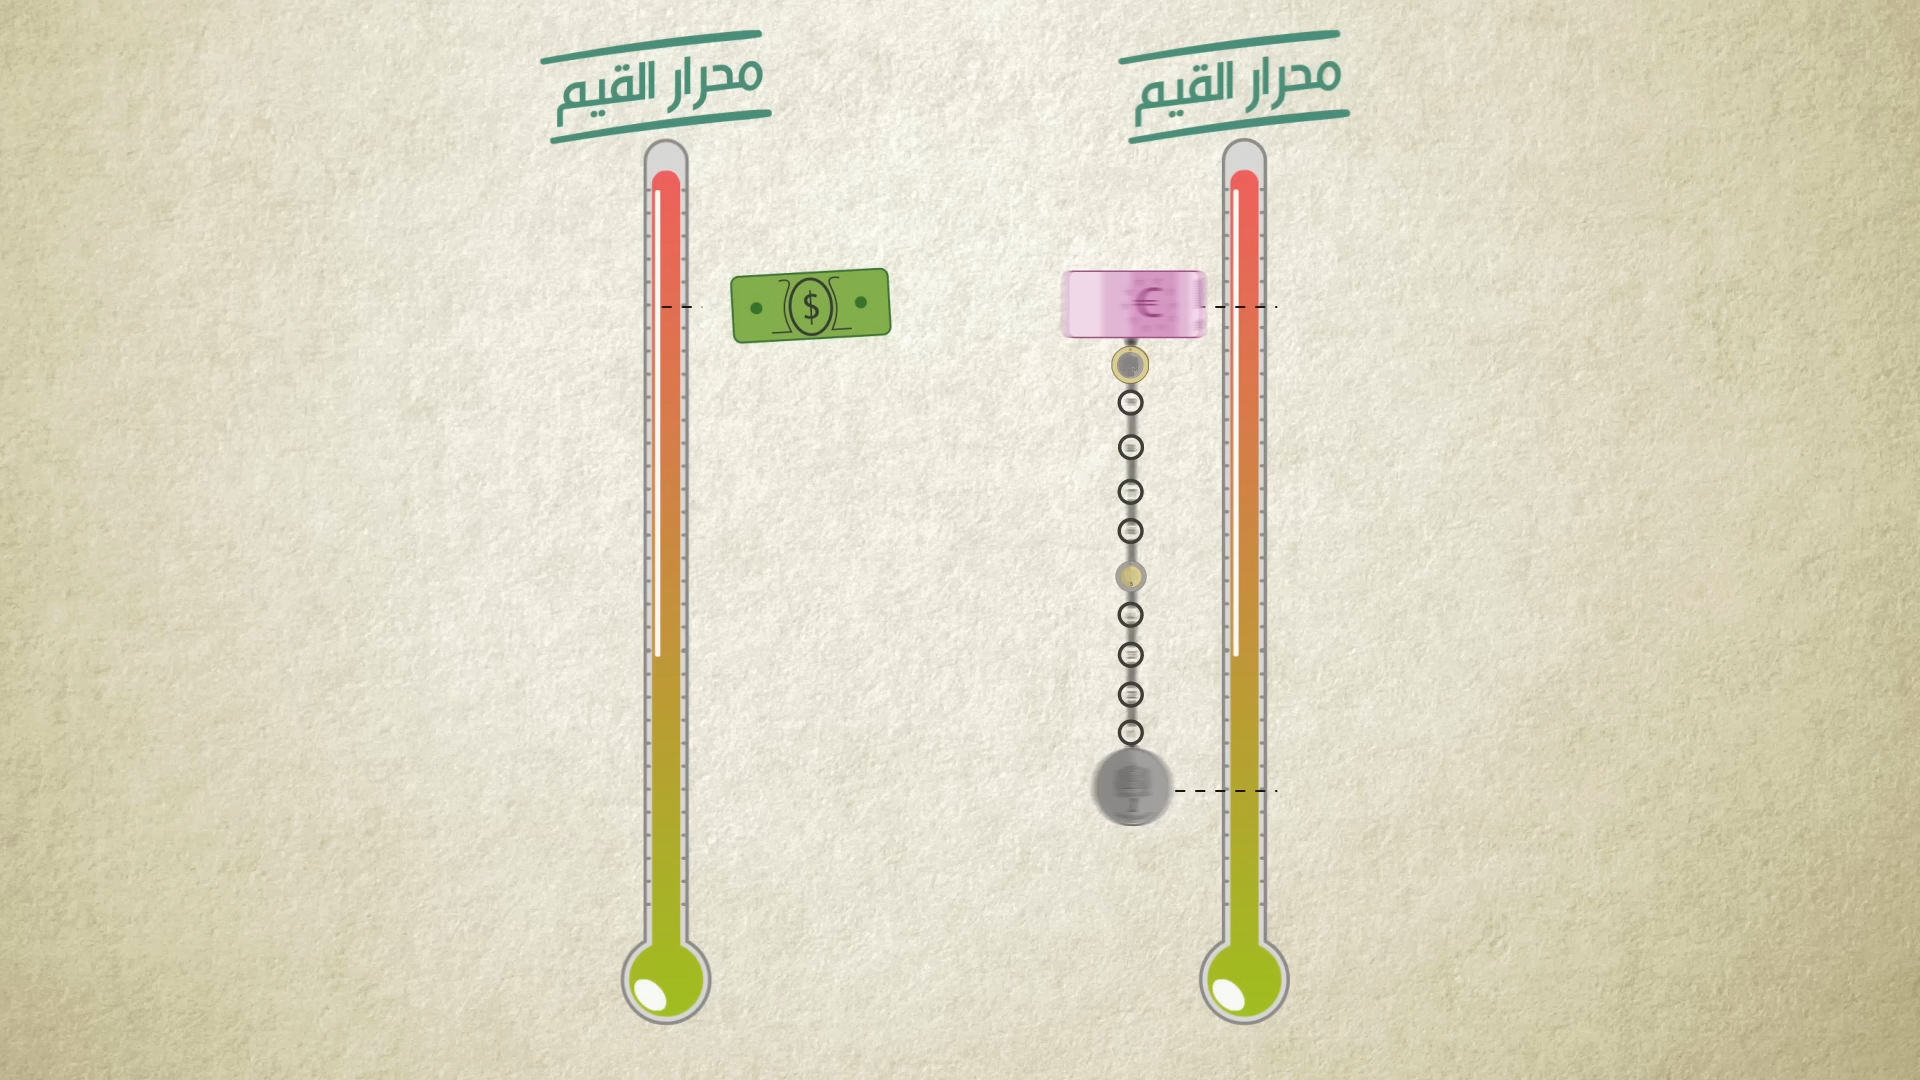 محرار القيم
محرار القيم
$
€